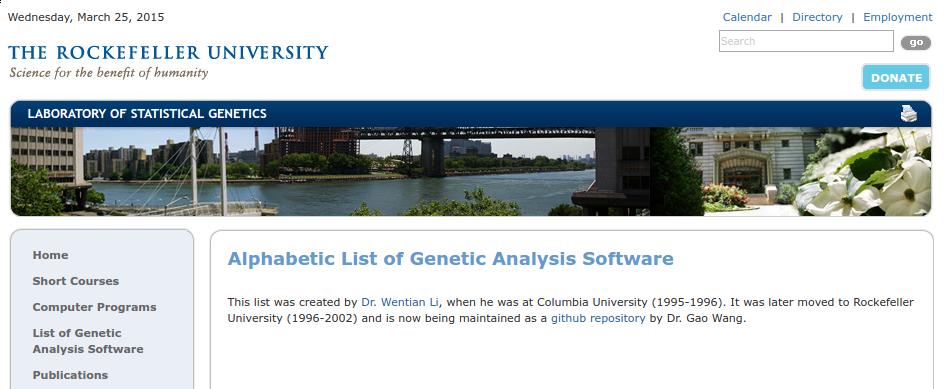 Wednesday, March 25, 2015
Calendar | Directory | Employment
THE ROCKEFELLER UNIVERSITY
Science for the benefit of humanity
Search
go
DONATE
LABORATORY OF STATISTICAL GENETICS
Home
Short Courses
Computer Programs
List of Genetic
Analysis Software
Publications
Alphabetic List of Genetic Analysis Software
This list was created by Dr. Wentian Li, when he was at Columbia University (1995-1996). It was later moved to Rockefeller
University (1996-2002) and is now being maintained as a github repository by Dr. Gao Wang.